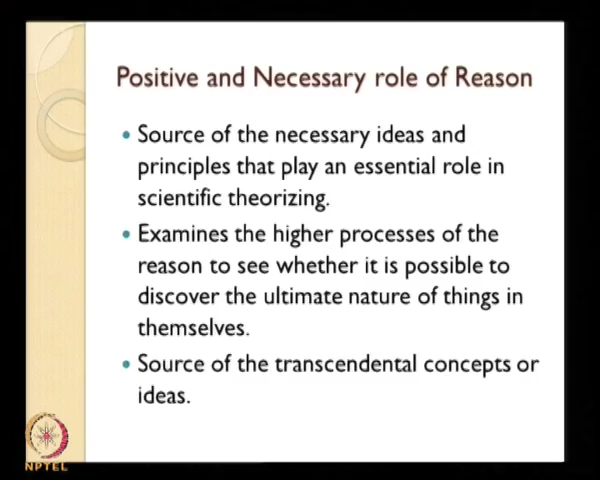 Positive and Necessary role of Reason
• Source of the necessary ideas and
principles that play an essential role in
scientific theorizing.
• Examines the higher processes of the
reason to see whether it is possible to
discover the ultimate nature of things in
themselves.
• Source of the transcendental concepts or
ideas.
NPTEL